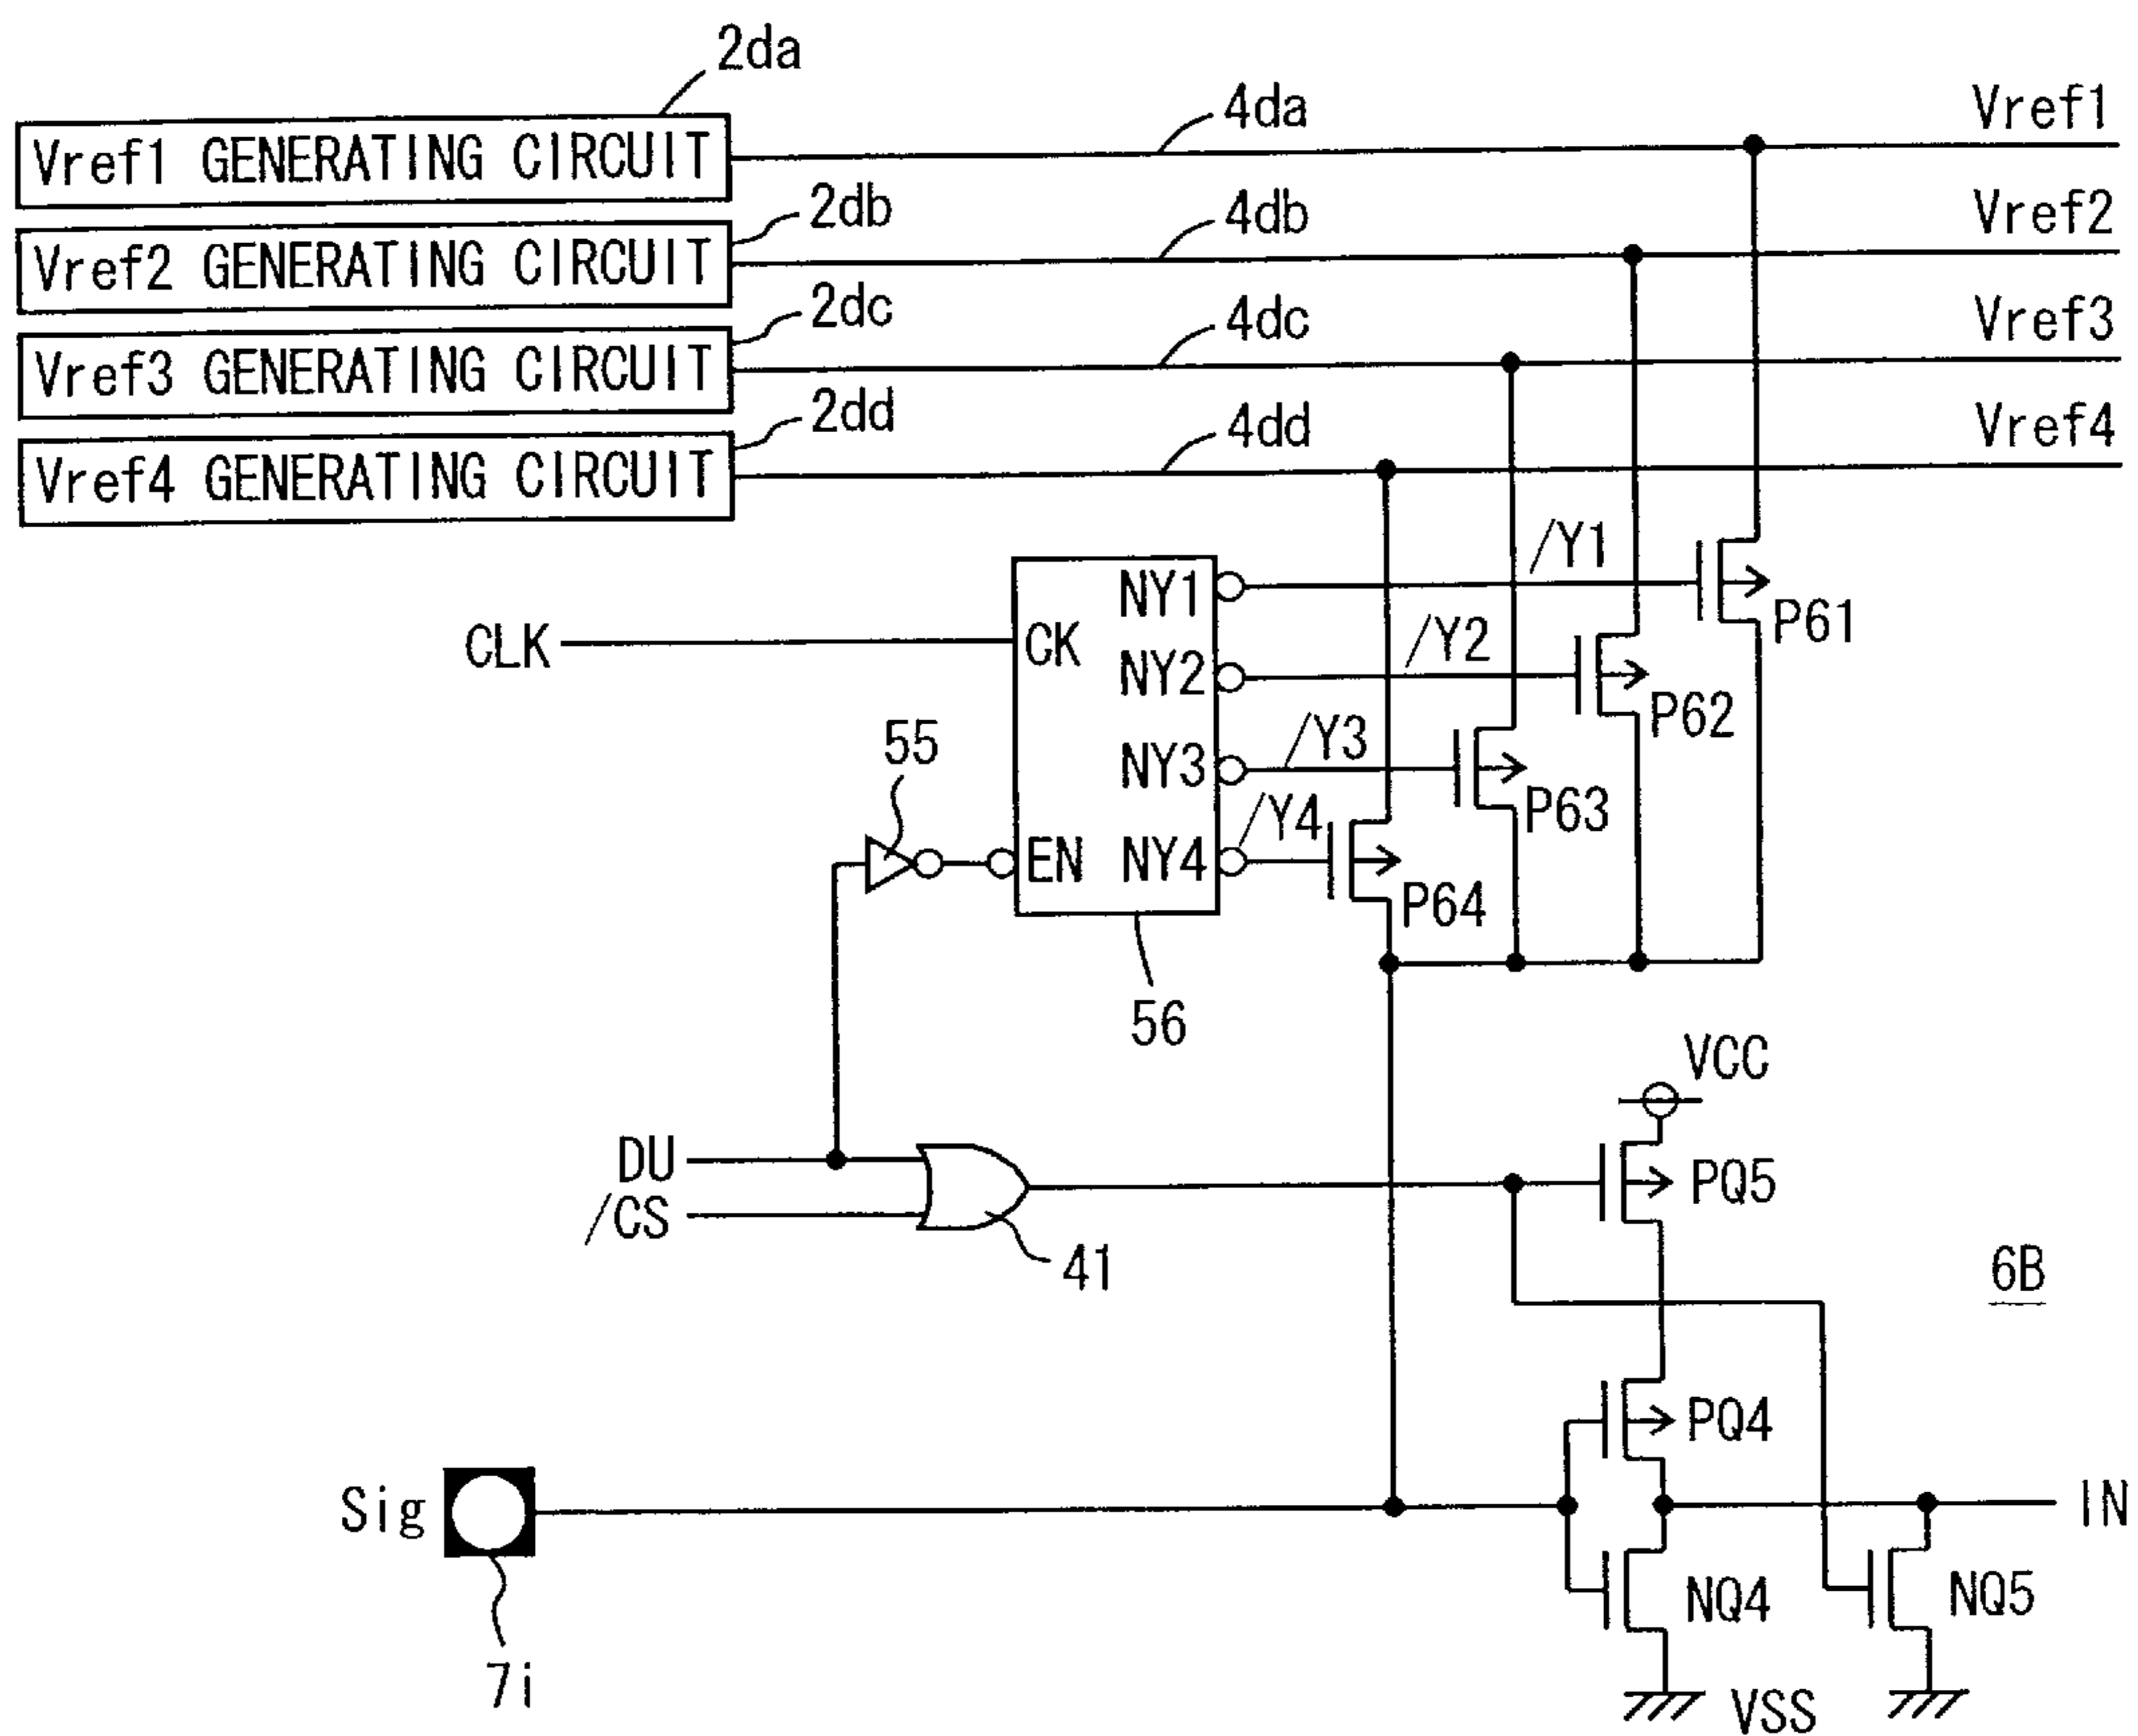 2da
4da
Vref1
Vref1 GENERATING CIRCUIT
2db
4db
Vref2
Vref2 GENERATING CIRCUIT
2dc
4dc
Vref3
Vref3 GENERATING CIRCUIT
2dd
4dd
Vref4
Vref4 GENERATING CIRCUIT
/Y1
NY1
P61
CLK
CK
/Y2
NY2
P62
55
/Y3
NY3
P63
/Y4
EN
NY4
P64
56
VCC
DU
PQ5
/CS
41
6B
PQ4
Sig
IN
NQ4
NQ5
7i
VSS